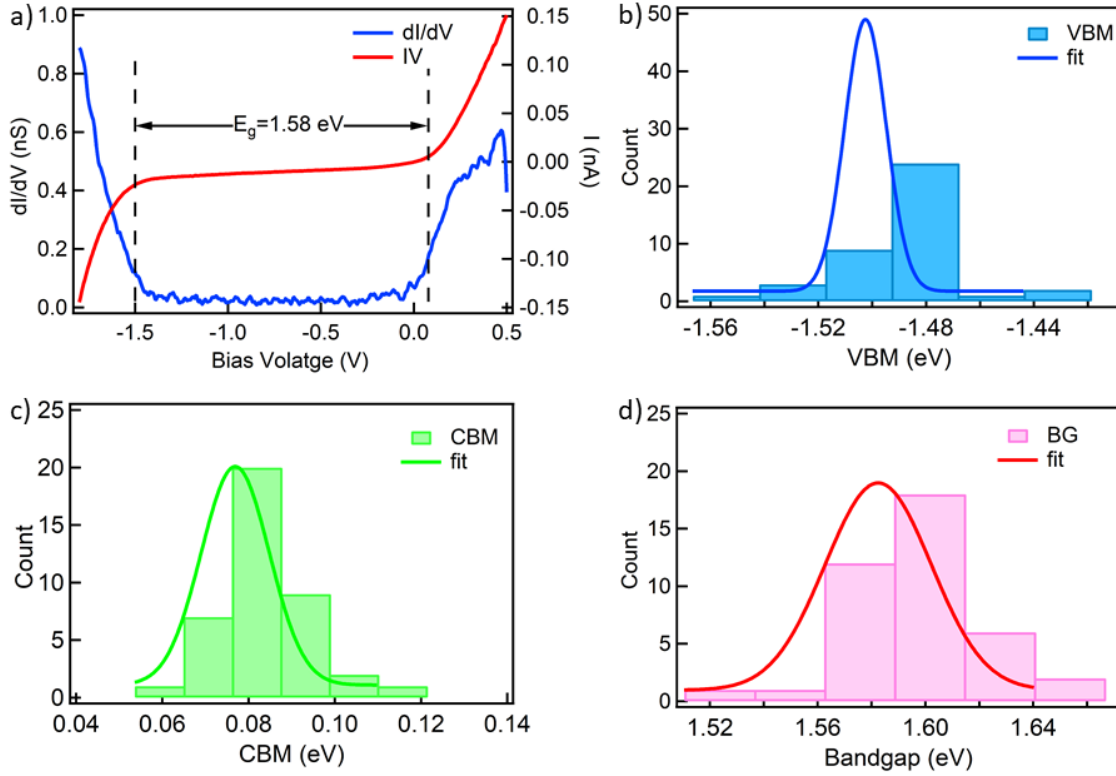 a)
dI/dV
IV
E_g=1.58 eV
dI/dV (nS)
1.0
0.8
0.6
0.4
0.2
0.0
I (nA)
0.15
0.10
0.05
0.00
-0.05
-0.10
-0.15
-1.5 -1.0 -0.5 0.0 0.5
Bias Volatge (V)
b)
VBM
fit
Count
50
40
30
20
10
0
-1.56 -1.52 -1.48 -1.44
VBM (eV)
c)
CBM
fit
Count
25
20
15
10
5
0
0.04 0.06 0.08 0.10 0.12 0.14
CBM (eV)
d)
BG
fit
Count
25
20
15
10
5
0
1.52 1.56 1.60 1.64
Bandgap (eV)